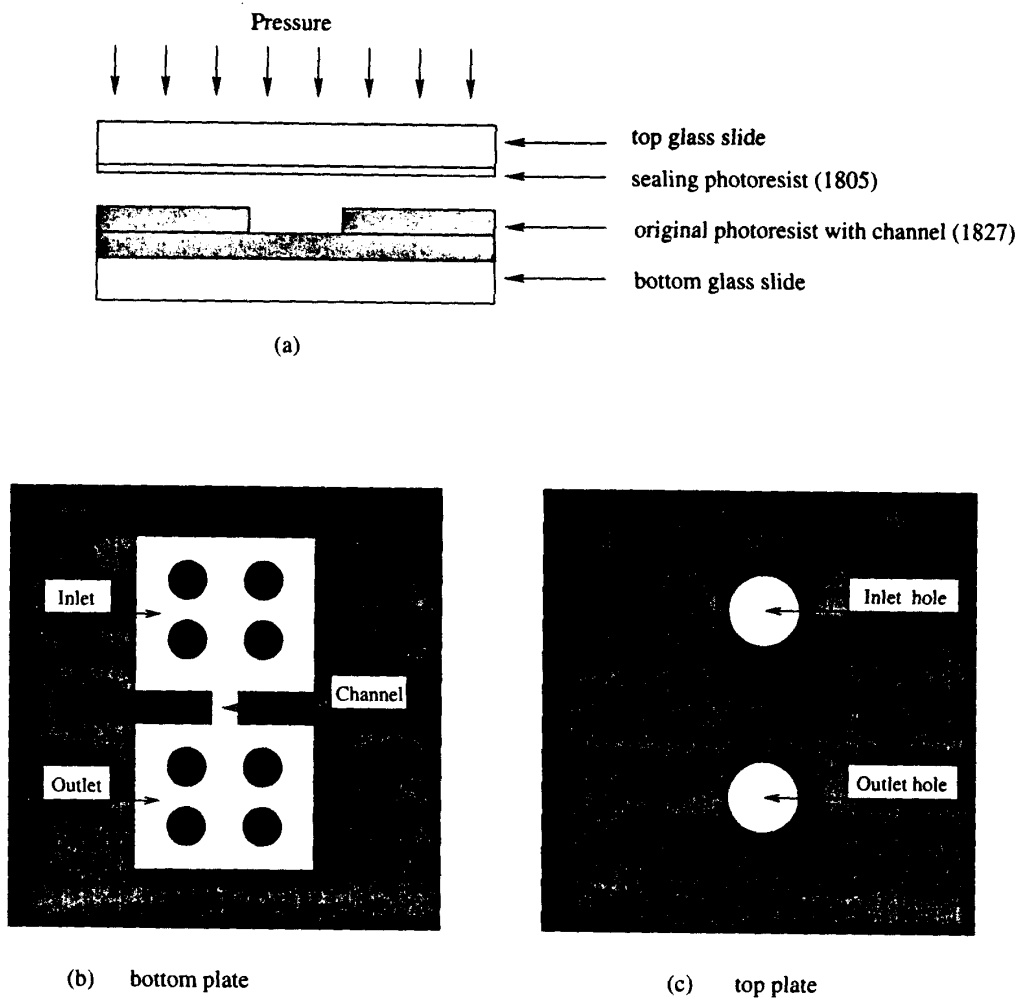 Pressure
top glass slide
sealing photoresist (1805)
original photoresist with channel (1827)
bottom glass slide
(a)
Inlet
Channel
Outlet
Inlet hole
Outlet hole
(b) bottom plate
(c) top plate